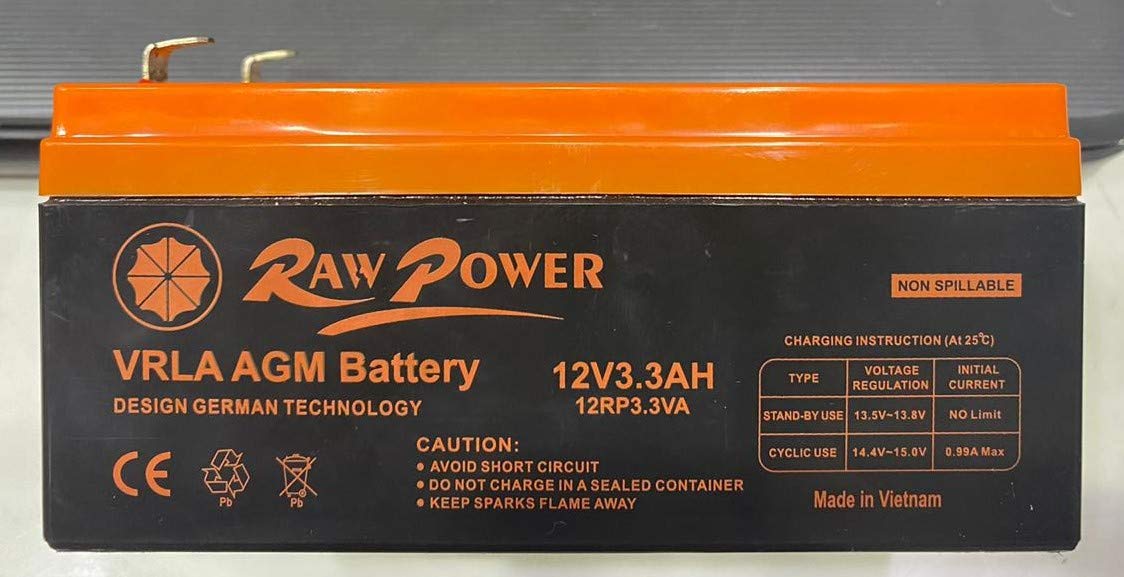 RAW POWER
NON SPILLABLE
VRLA AGM Battery
12V3.3AH
DESIGN GERMAN TECHNOLOGY
12RP3.3VA
CHARGING INSTRUCTION (At 25℃)
TYPE VOLTAGE REGULATION INITIAL CURRENT
STAND-BY USE 13.5V~13.8V NO Limit
CYCLIC USE 14.4V~15.0V 0.99A Max
CE
Pb
Pb
CAUTION:
• AVOID SHORT CIRCUIT
• DO NOT CHARGE IN A SEALED CONTAINER
• KEEP SPARKS FLAME AWAY
Made in Vietnam